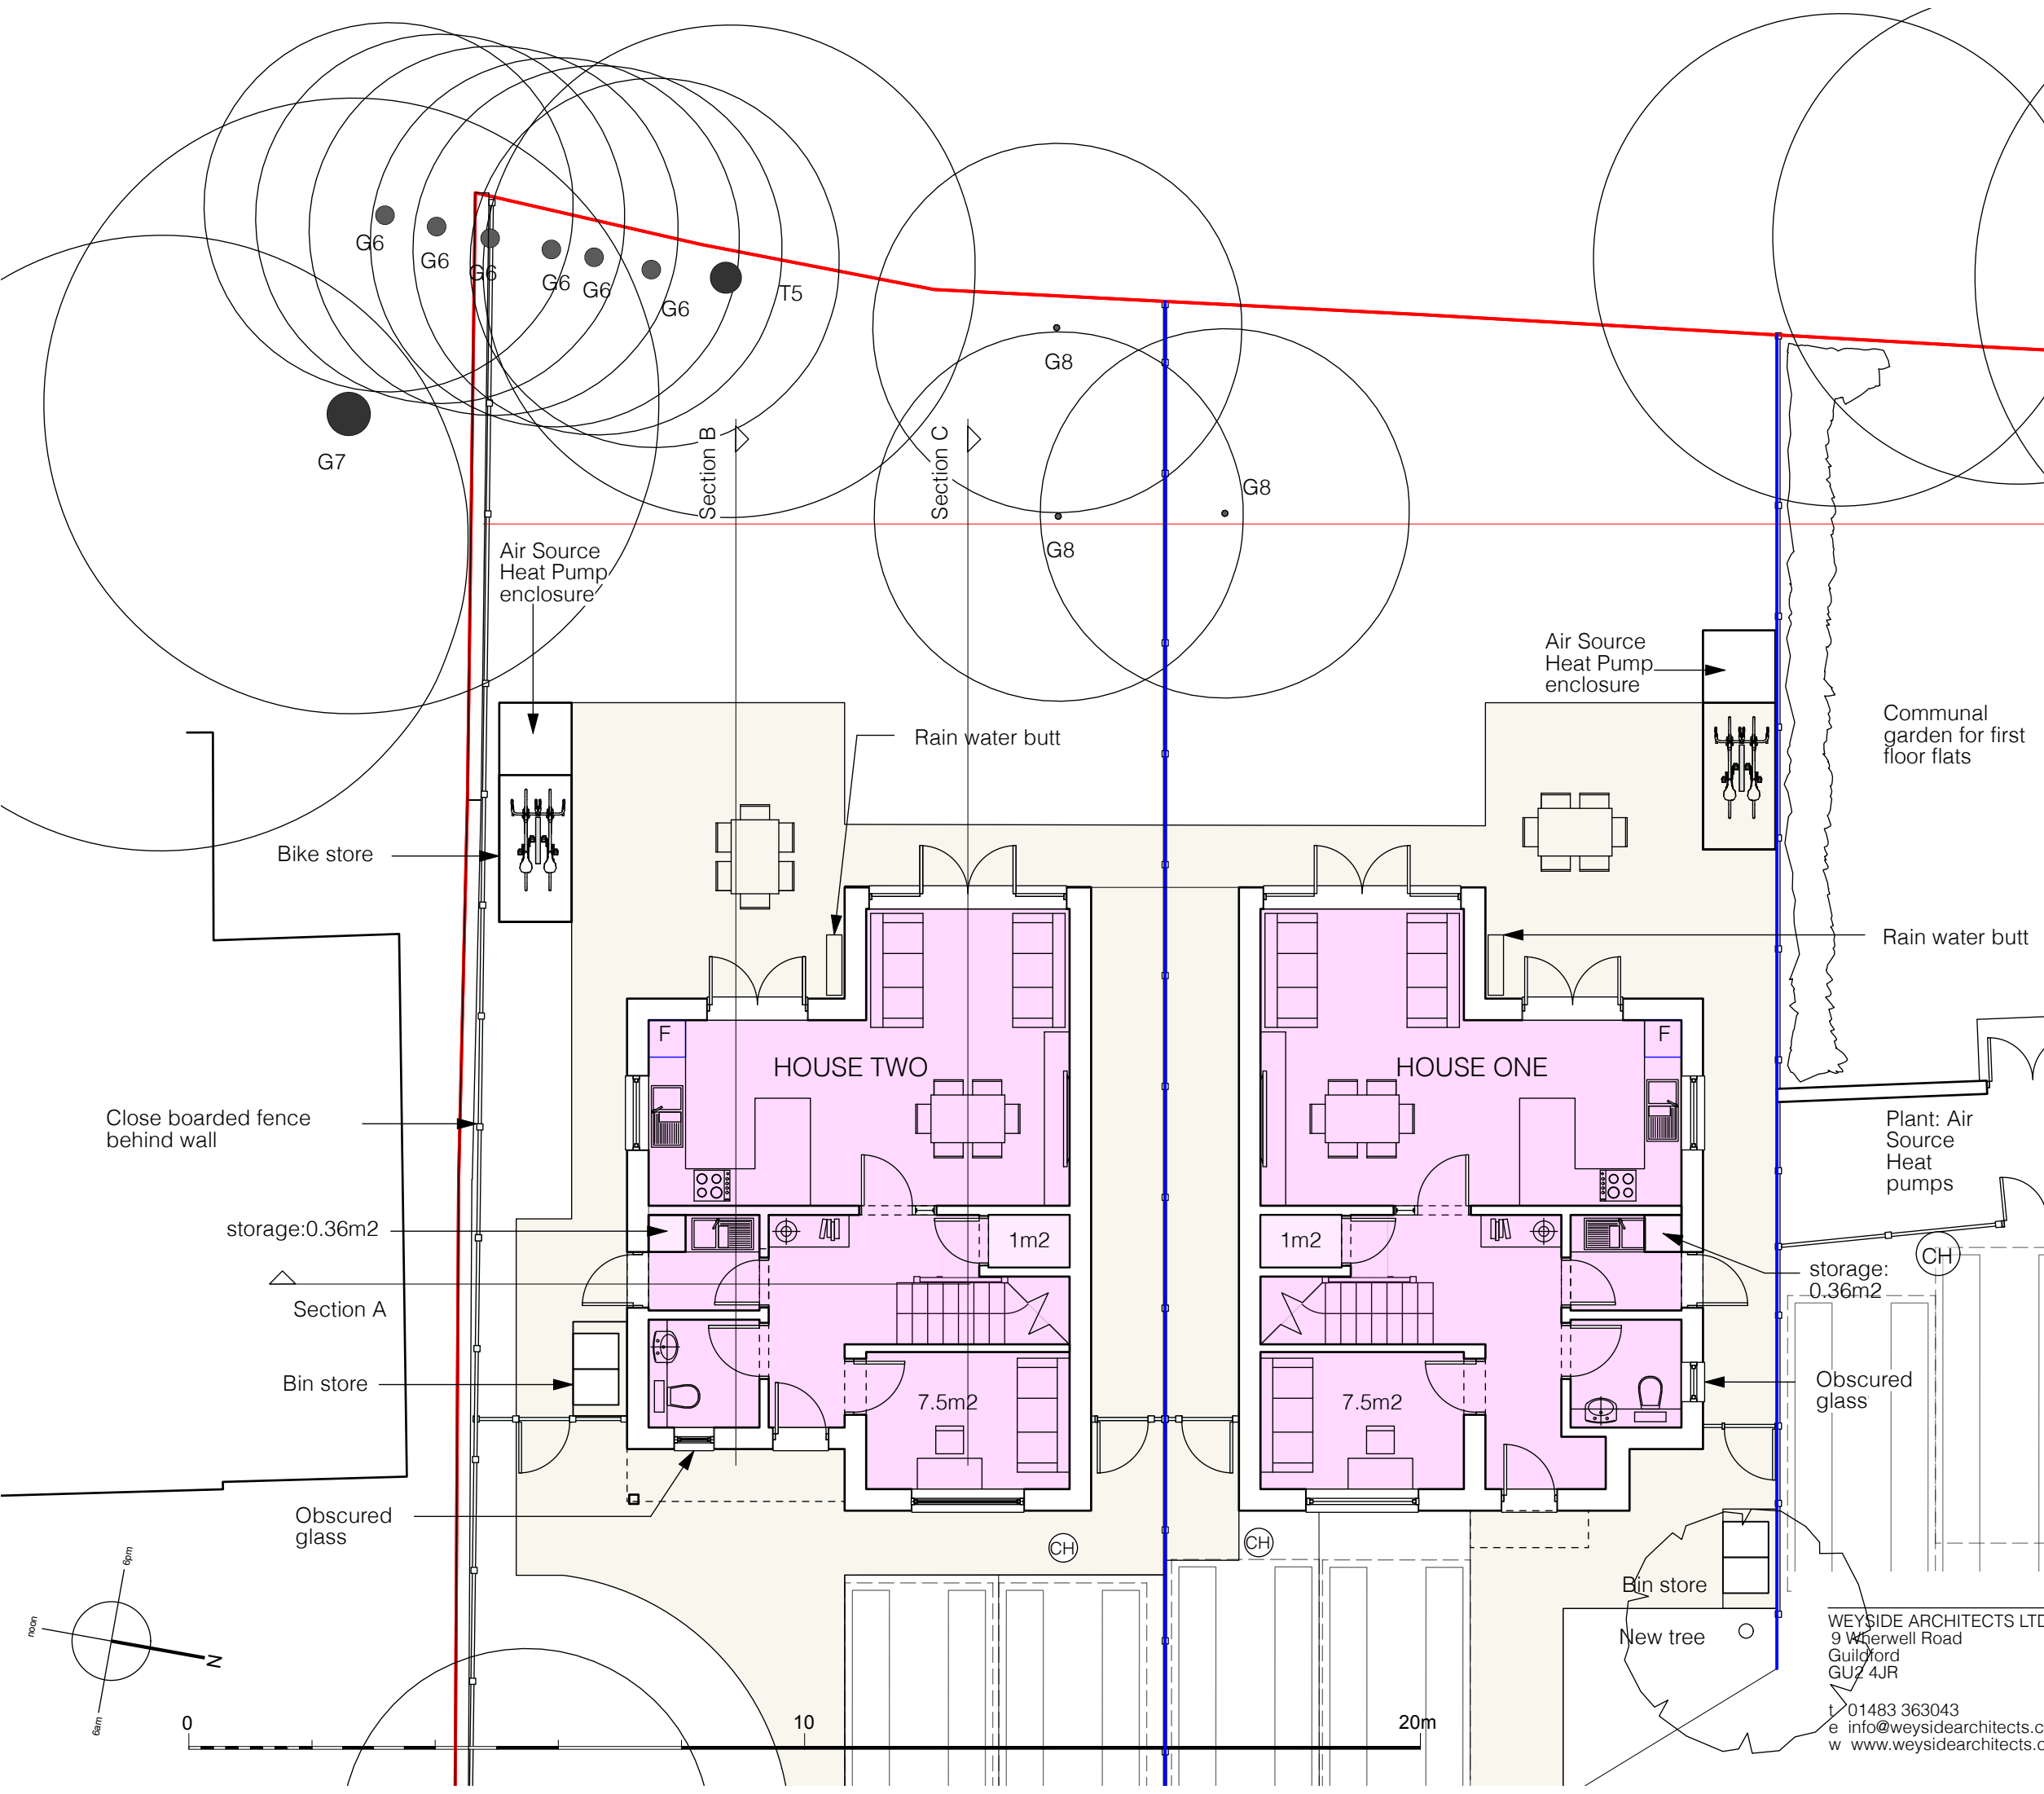 G6
G6
G6
G6
G6
G6
T5
G7
G8
G8
G8
Section B
Section C
Air Source
Heat Pump
enclosure
Air Source
Heat Pump
enclosure
Communal
garden for first
floor flats
Rain water butt
Bike store
Rain water butt
F
F
HOUSE TWO
HOUSE ONE
Close boarded fence
behind wall
Plant: Air
Source
Heat
pumps
storage:0.36m2
1m2
1m2
CH
storage:
0.36m2
Section A
Bin store
7.5m2
7.5m2
Obscured
glass
Obscured
glass
CH
CH
Bin store
New tree
6pm
noon
N
6am
0
10
20m
WEYSIDE ARCHITECTS LTD
9 Wherwell Road
Guildford
GU2 4JR
t 01483 363043
e info@weysidearchitects.c
w www.weysidearchitects.c